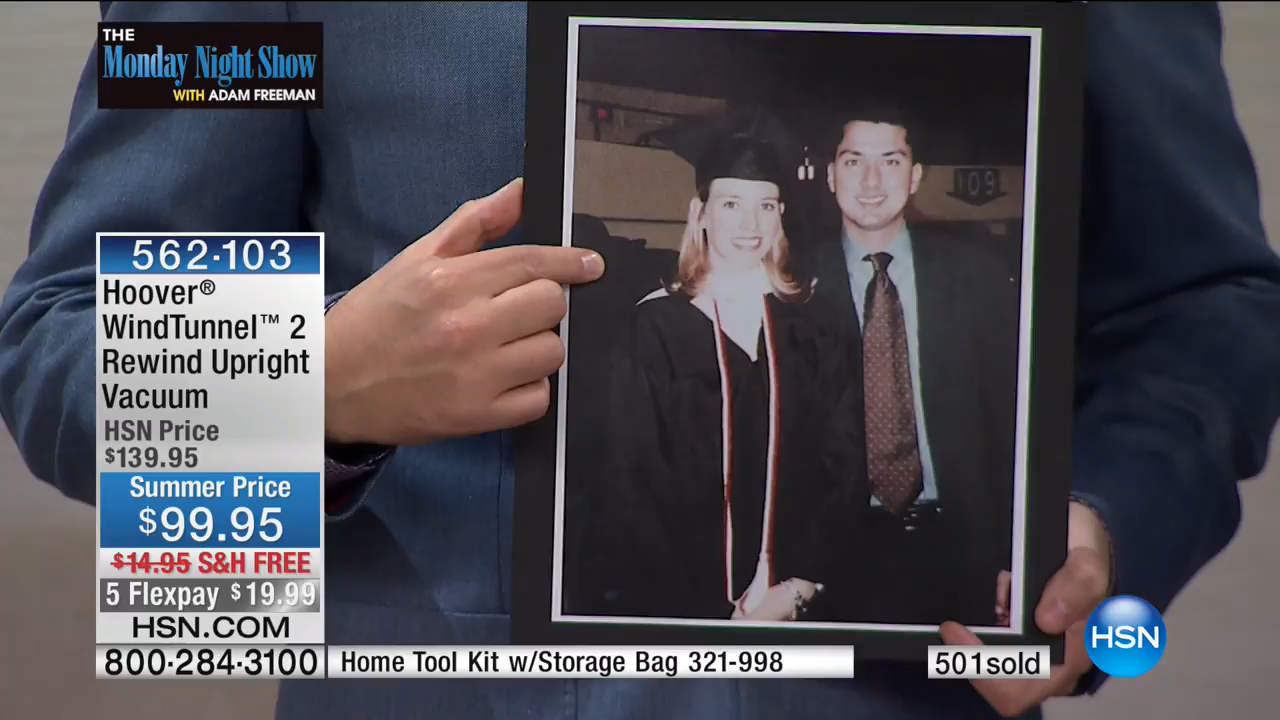 THE
Monday Night Show
WITH ADAM FREEMAN
109
562·103
Hoover®
WindTunnel™ 2
Rewind Upright
Vacuum
HSN Price
$139.95
Summer Price
$99.95
$14.95 S&H FREE
5 Flexpay $19.99
HSN.COM
800·284·3100
Home Tool Kit w/Storage Bag 321-998
501sold
HSN